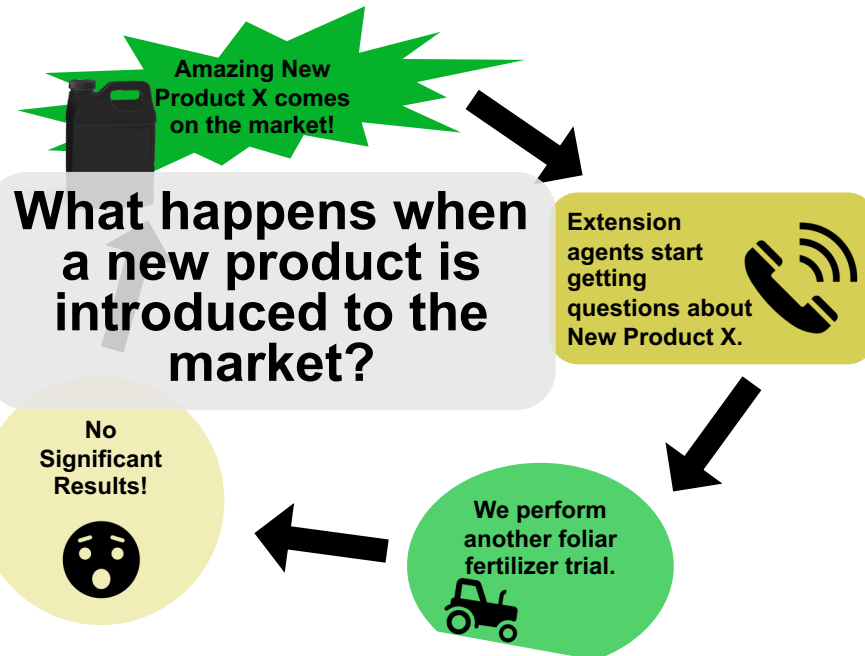 Amazing New
Product X comes
on the market!
What happens when
a new product is
introduced to the
market?
Extension
agents start
getting
questions about
New Product X.
We perform
another foliar
fertilizer trial.
No
Significant
Results!